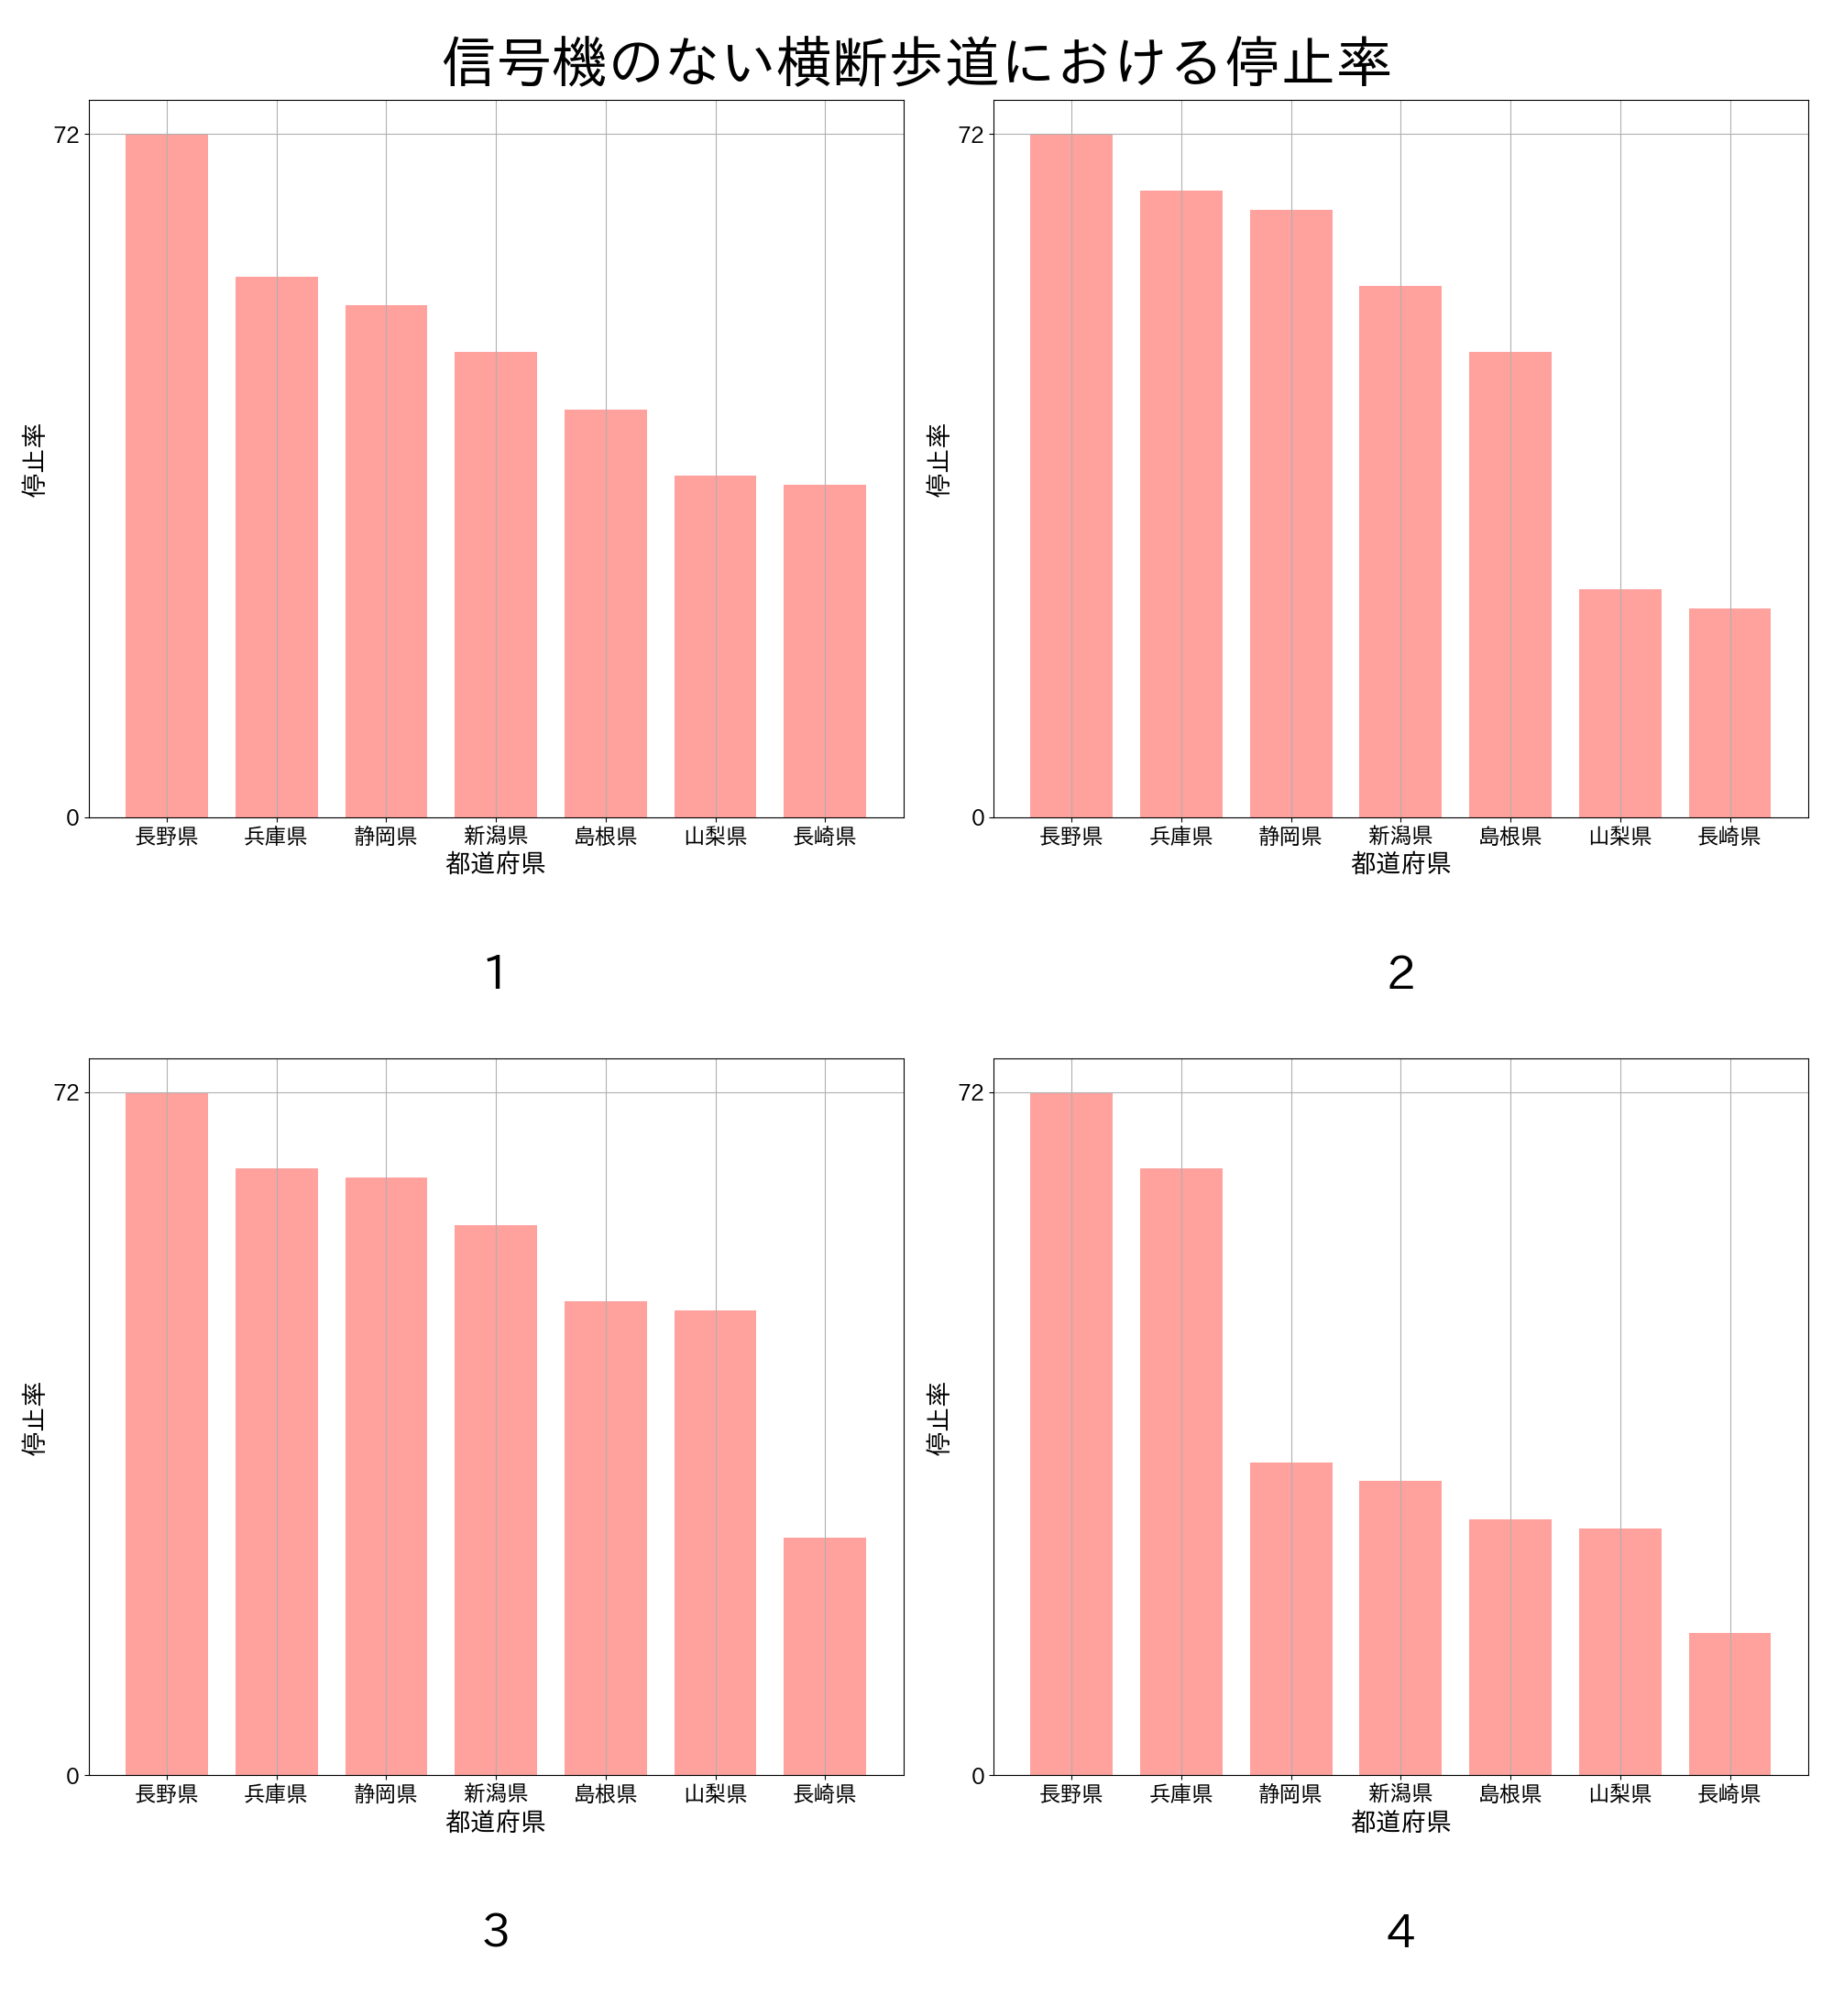 信号機のない横断歩道における停止率
72
0
停止率
長野県 兵庫県 静岡県 新潟県 島根県 山梨県 長崎県
都道府県
1
72
0
停止率
長野県 兵庫県 静岡県 新潟県 島根県 山梨県 長崎県
都道府県
2
72
0
停止率
長野県 兵庫県 静岡県 新潟県 島根県 山梨県 長崎県
都道府県
3
72
0
停止率
長野県 兵庫県 静岡県 新潟県 島根県 山梨県 長崎県
都道府県
4